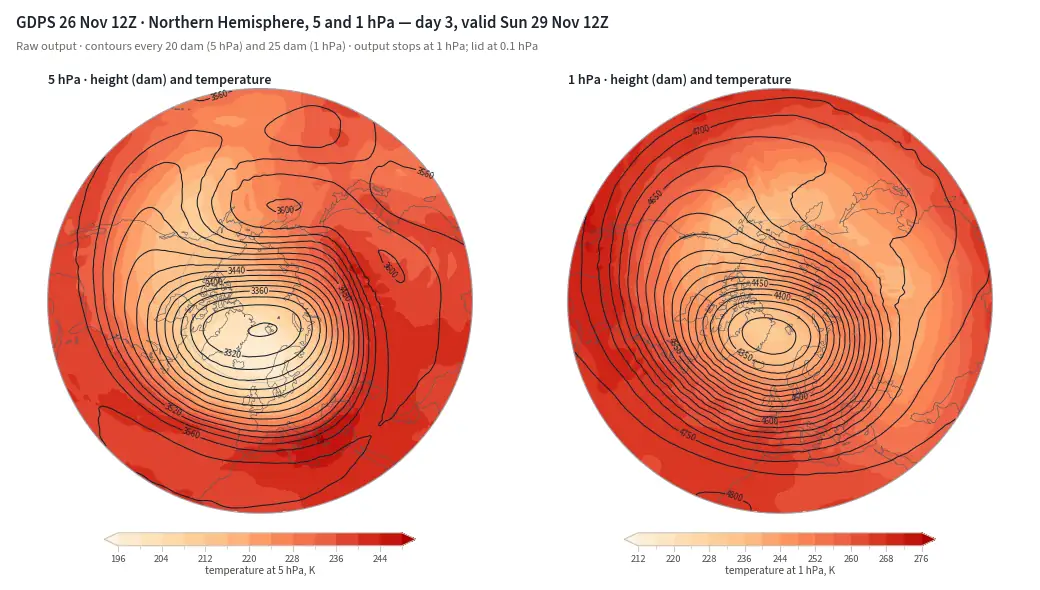 GDPS 26 Nov 12Z · Northern Hemisphere, 5 and 1 hPa — day 3, valid Sun 29 Nov 12Z
Raw output · contours every 20 dam (5 hPa) and 25 dam (1 hPa) · output stops at 1 hPa; lid at 0.1 hPa
5 hPa · height (dam) and temperature
1 hPa · height (dam) and temperature
3560
3560
3600
3440
3400
3360
3480
3600
3320
3520
3560
4700
4650
4450
4400
4350
4550
4500
4600
4750
4800
196 204 212 220 228 236 244
temperature at 5 hPa, K
212 220 228 236 244 252 260 268 276
temperature at 1 hPa, K